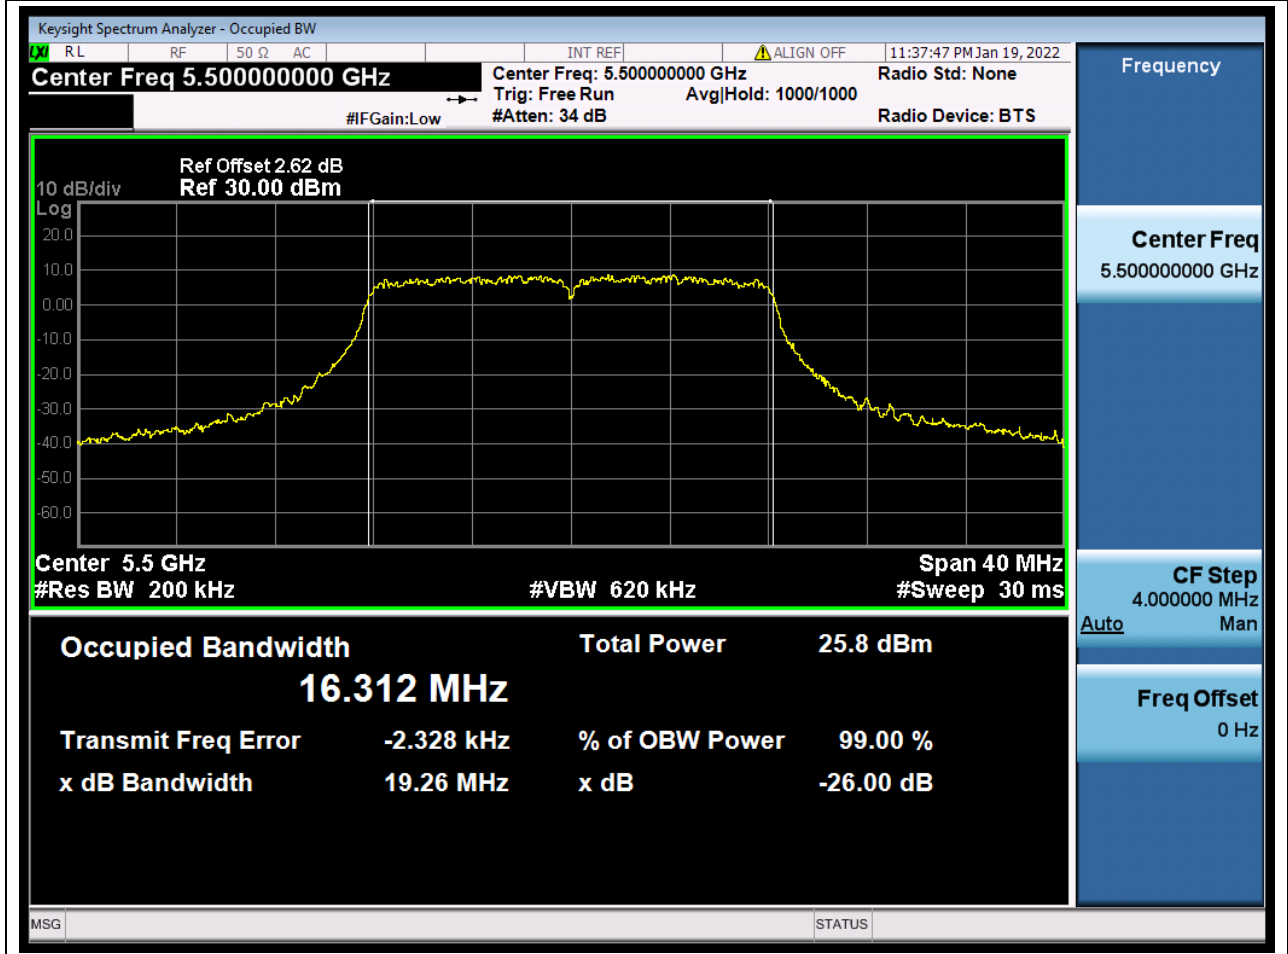 Keysight Spectrum Analyzer - Occupied BW
LXI RL RF 50 Ω AC INT REF ALIGN OFF 11:37:47 PM Jan 19, 2022
Center Freq 5.500000000 GHz
Center Freq: 5.500000000 GHz
Radio Std: None
Trig: Free Run Avg|Hold: 1000/1000
#IFGain:Low
#Atten: 34 dB
Radio Device: BTS
Ref Offset 2.62 dB
10 dB/div Ref 30.00 dBm
Log
20.0
10.0
0.00
-10.0
-20.0
-30.0
-40.0
-50.0
-60.0
Center 5.5 GHz Span 40 MHz
#Res BW 200 kHz #VBW 620 kHz #Sweep 30 ms
Occupied Bandwidth Total Power 25.8 dBm
16.312 MHz
Transmit Freq Error -2.328 kHz % of OBW Power 99.00 %
x dB Bandwidth 19.26 MHz x dB -26.00 dB
MSG STATUS
Frequency
Center Freq
5.500000000 GHz
CF Step
4.000000 MHz
Auto Man
Freq Offset
0 Hz